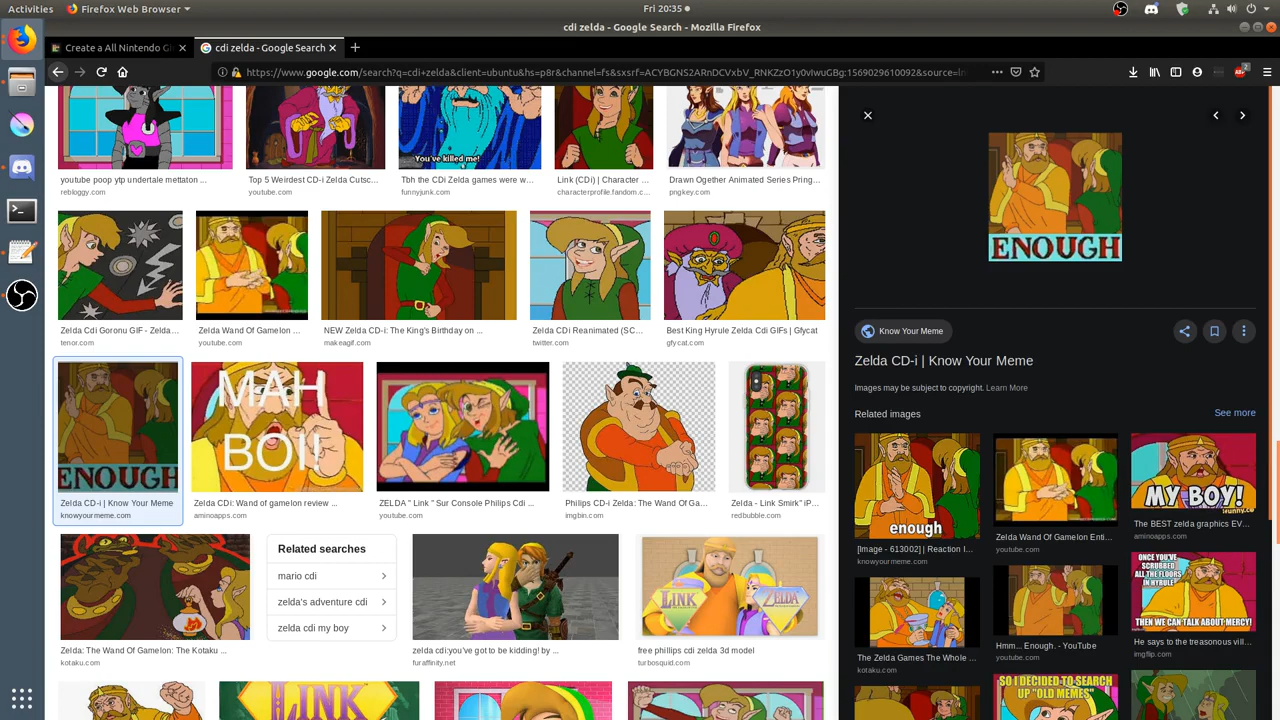 Activities
Firefox Web Browser
Fri 20:35
cdi zelda - Google Search - Mozilla Firefox
Create a All Nintendo G
cdi zelda - Google Search
https://www.google.com/search?q=cdi+zelda&client=ubuntu&hs=p8r&channel=fs&sxsrf=
2
You've killed me!
youtube poop ytp undertale mettaton ...
rebloggy.com
Top 5 Weirdest CD-i Zelda Cutsc...
youtube.com
Tbh the CDi Zelda games were w...
funnyjunk.com
Link (CDi) | Character ...
characterprofile.fandom.c...
Drawn Ogether Animated Series Pring...
pngkey.com
Zelda Cdi Goronu GIF - Zelda...
tenor.com
Zelda Wand Of Gamelon ...
youtube.com
NEW Zelda CD-i: The King's Birthday on ...
makeagif.com
Zelda CDi Reanimated (SC...
twitter.com
Best King Hyrule Zelda Cdi GIFs | Gfycat
gfycat.com
ENOUGH
Zelda CD-i | Know Your Meme
knowyourmeme.com
MAH
BOI!
Zelda CDi: Wand of gamelon review ...
aminoapps.com
ZELDA " Link " Sur Console Philips Cdi ...
youtube.com
Philips CD-i Zelda: The Wand Of Ga...
imgbin.com
Zelda - Link Smirk" iP...
redbubble.com
Zelda: The Wand Of Gamelon: The Kotaku ...
kotaku.com
Related searches
mario cdi
zelda's adventure cdi
zelda cdi my boy
zelda cdi:you've got to be kidding! by ...
furaffinity.net
LINK
ZELDA
free phillips cdi zelda 3d model
turbosquid.com
LINK
ENOUGH
Know Your Meme
Zelda CD-i | Know Your Meme
Images may be subject to copyright. Learn More
Related images
See more
enough
[Image - 613002] | Reaction I...
knowyourmeme.com
Zelda Wand Of Gamelon Enti...
youtube.com
MY BOY!
The BEST zelda graphics EV...
aminoapps.com
The Zelda Games The Whole ...
kotaku.com
Hmm... Enough. - YouTube
youtube.com
ONCE YOU'VE
SCRUBBED
ALL THE FLOORS
IN HYRULE
THEN WE CAN TALK ABOUT MERCY!
He says to the treasonous vill...
imgflip.com
SO I DECIDED TO SEARCH
UP "OLD MEMES"